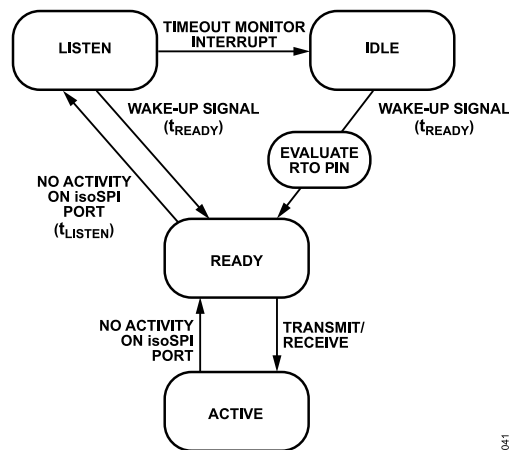 LISTEN
TIMEOUT MONITOR
INTERRUPT
IDLE
WAKE-UP SIGNAL
(tREADY)
WAKE-UP SIGNAL
(tREADY)
EVALUATE
RTO PIN
NO ACTIVITY
ON isoSPI
PORT
(tLISTEN)
READY
NO ACTIVITY
ON isoSPI
PORT
TRANSMIT/
RECEIVE
ACTIVE
041